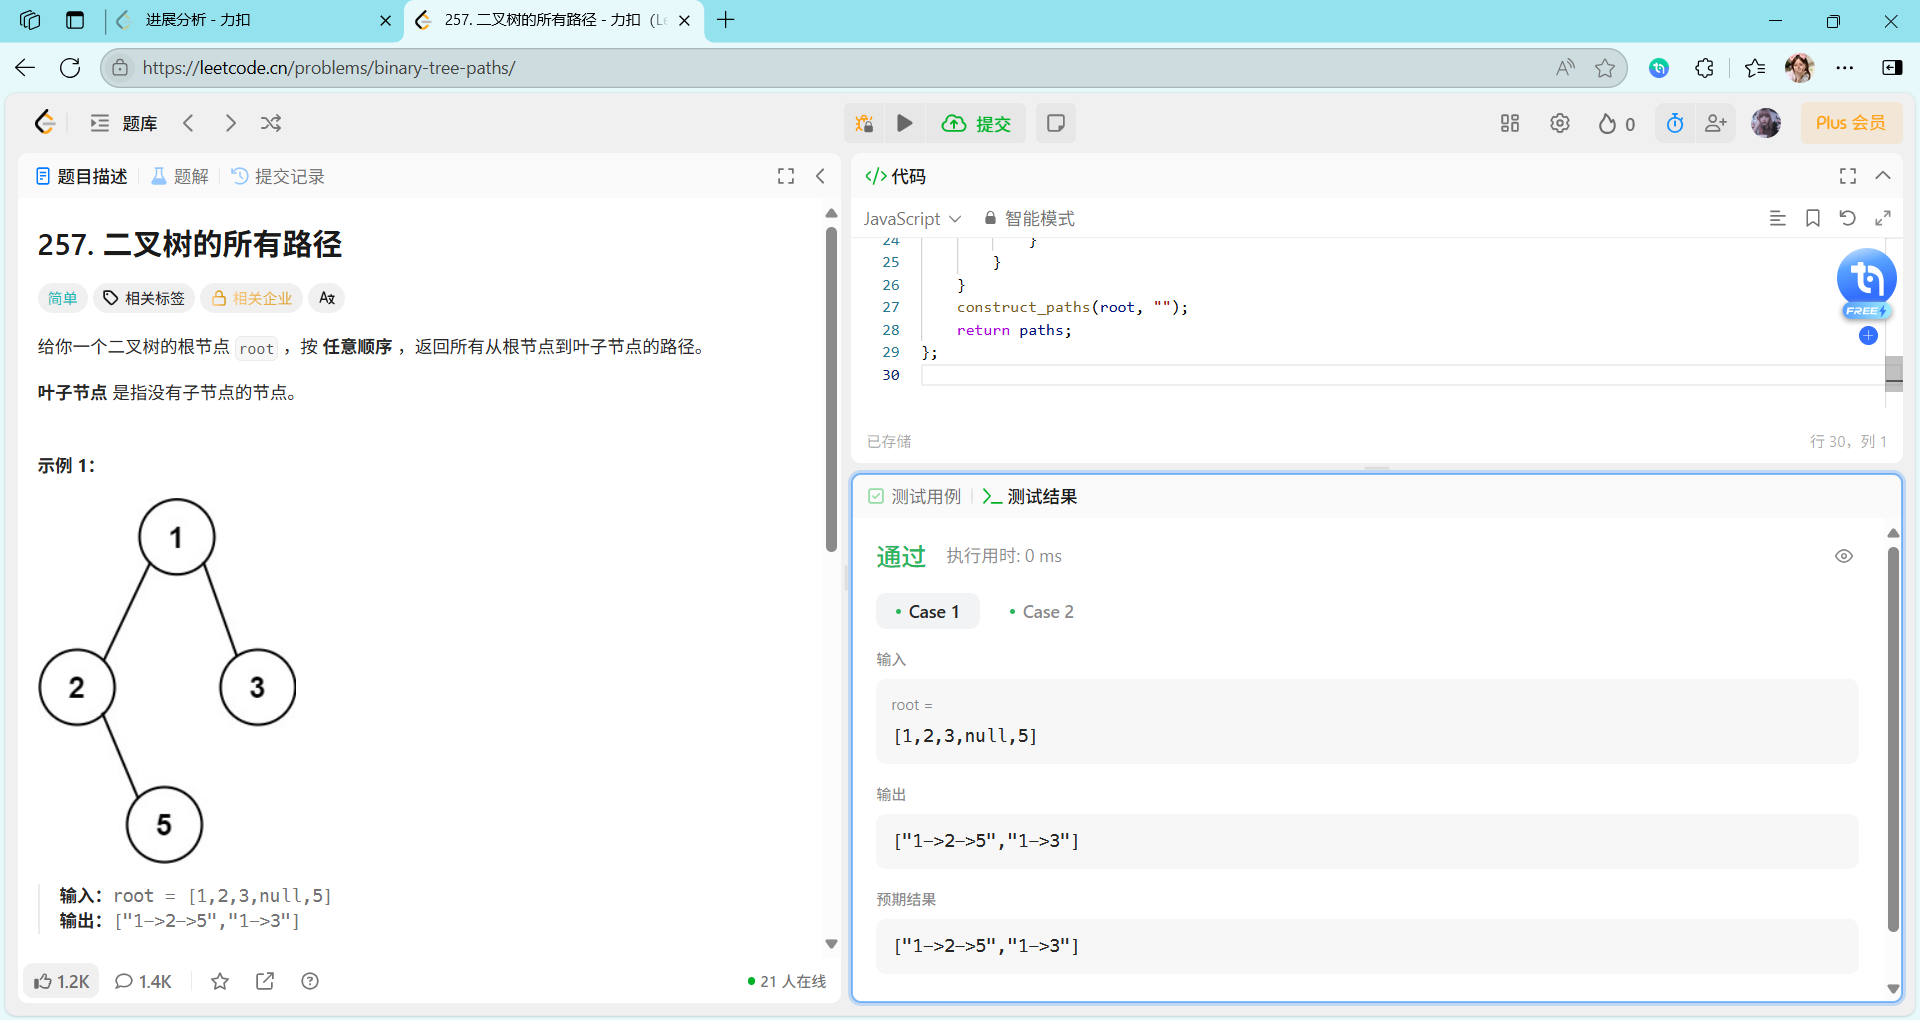 进展分析 - 力扣
257. 二叉树的所有路径 - 力扣（Le
https://leetcode.cn/problems/binary-tree-paths/
题库
提交
0
Plus 会员
题目描述
题解
提交记录
257. 二叉树的所有路径
简单
相关标签
相关企业
给你一个二叉树的根节点 root ，按 任意顺序 ，返回所有从根节点到叶子节点的路径。
叶子节点 是指没有子节点的节点。
示例 1：
1
2
3
5
输入：root = [1,2,3,null,5]
输出：["1->2->5","1->3"]
1.2K
1.4K
21 人在线
代码
JavaScript
智能模式
24 }
25 }
26 }
27 construct_paths(root, "");
28 return paths;
29 };
30
FREE
已存储
行 30，列 1
测试用例
测试结果
通过
执行用时: 0 ms
Case 1
Case 2
输入
root =
[1,2,3,null,5]
输出
["1->2->5","1->3"]
预期结果
["1->2->5","1->3"]